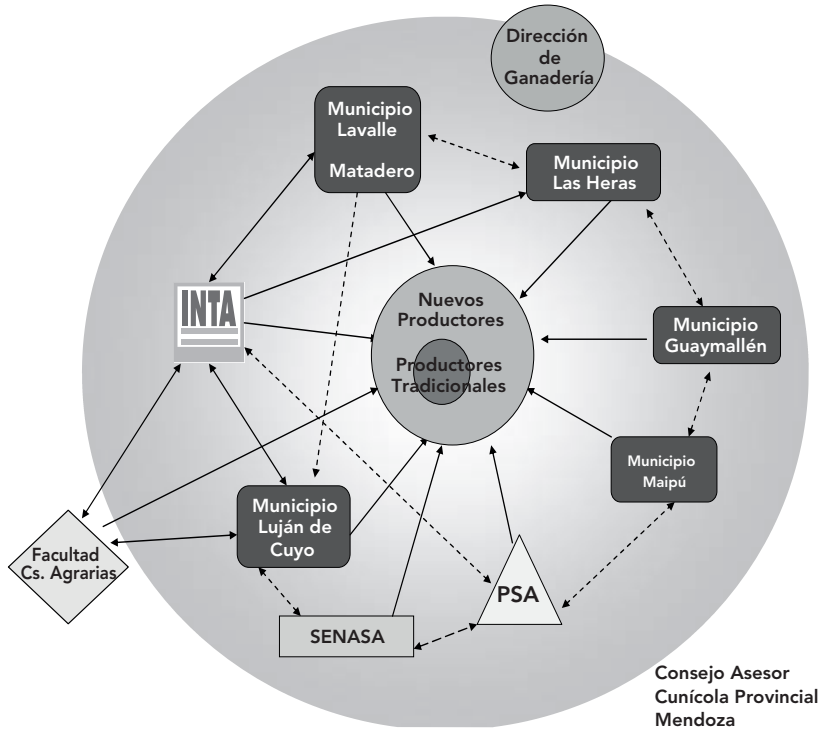 Dirección
de
Ganadería
Municipio
Lavalle
Matadero
Municipio
Las Heras
INTA
Nuevos
Productores
Productores
Tradicionales
Municipio
Guaymallén
Municipio
Maipú
Municipio
Luján de
Cuyo
Facultad
Cs. Agrarias
PSA
SENASA
Consejo Asesor
Cunícola Provincial
Mendoza